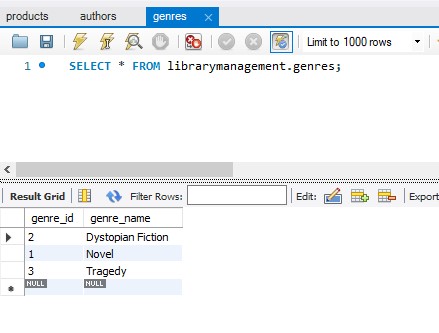 products authors genres
Limit to 1000 rows
1 SELECT * FROM librarymanagement.genres;
Result Grid Filter Rows: Edit: Export
genre_id genre_name
2 Dystopian Fiction
1 Novel
3 Tragedy
NULL NULL